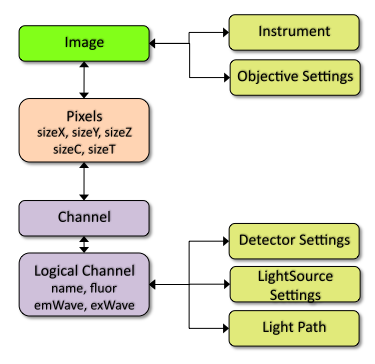 Image
Instrument
Objective Settings
Pixels
sizeX, sizeY, sizeZ
sizeC, sizeT
Channel
Logical Channel
name, fluor
emWave, exWave
Detector Settings
LightSource
Settings
Light Path